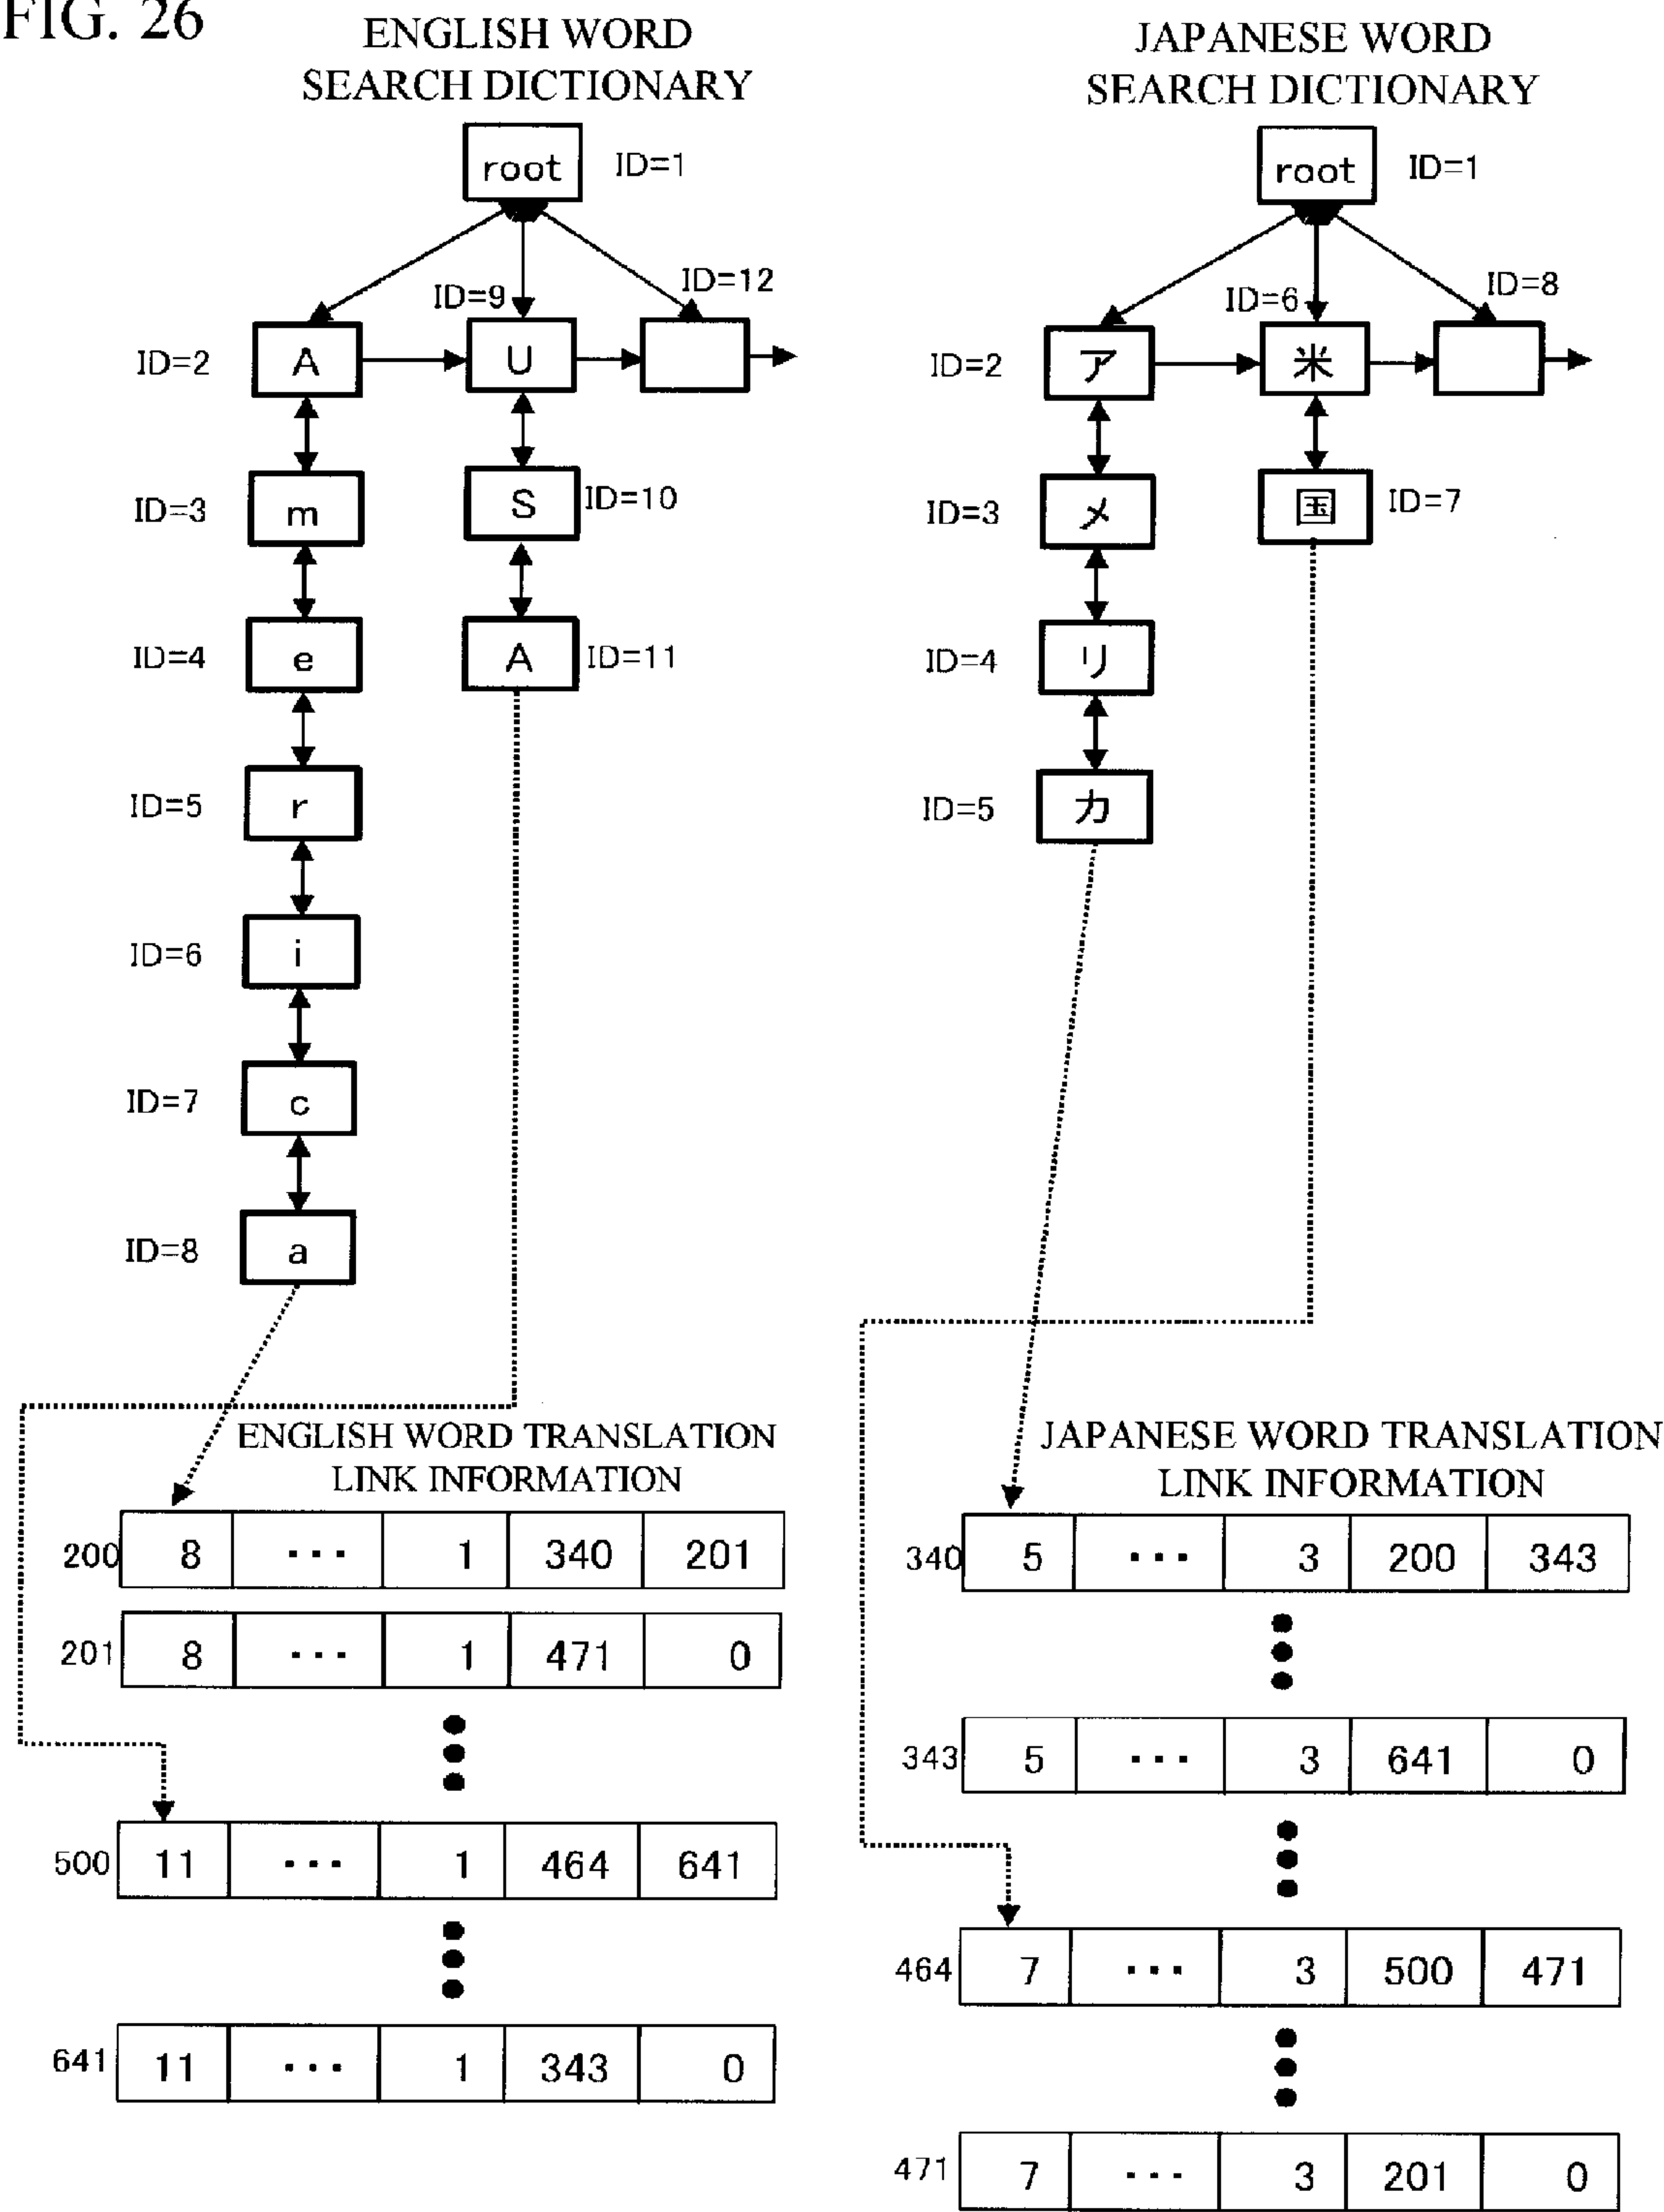 FIG. 26
ENGLISH WORD
SEARCH DICTIONARY
root ID=1
ID=9 ID=12
ID=2 A U
ID=3 m S ID=10
ID=4 e A ID=11
ID=5 r
ID=6 i
ID=7 c
ID=8 a
JAPANESE WORD
SEARCH DICTIONARY
root ID=1
ID=6 ID=8
ID=2 ア 米
ID=3 メ 国 ID=7
ID=4 リ
ID=5 カ
ENGLISH WORD TRANSLATION
LINK INFORMATION
200 8 ... 1 340 201
201 8 ... 1 471 0
500 11 ... 1 464 641
641 11 ... 1 343 0
JAPANESE WORD TRANSLATION
LINK INFORMATION
340 5 ... 3 200 343
343 5 ... 3 641 0
464 7 ... 3 500 471
471 7 ... 3 201 0